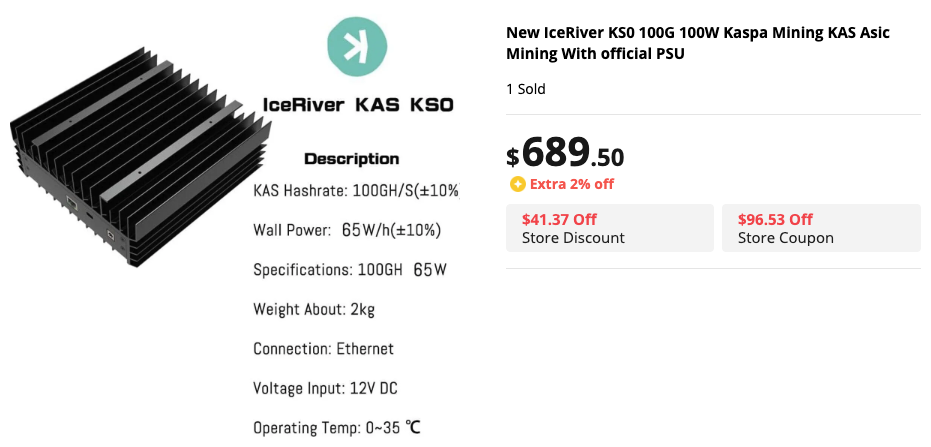 IceRiver KAS KS0
Description
KAS Hashrate: 100GH/S(±10%
Wall Power: 65W/h(±10%)
Specifications: 100GH 65W
Weight About: 2kg
Connection: Ethernet
Voltage Input: 12V DC
Operating Temp: 0~35 ℃
New IceRiver KS0 100G 100W Kaspa Mining KAS Asic
Mining With official PSU
1 Sold
$689.50
Extra 2% off
$41.37 Off
Store Discount
$96.53 Off
Store Coupon